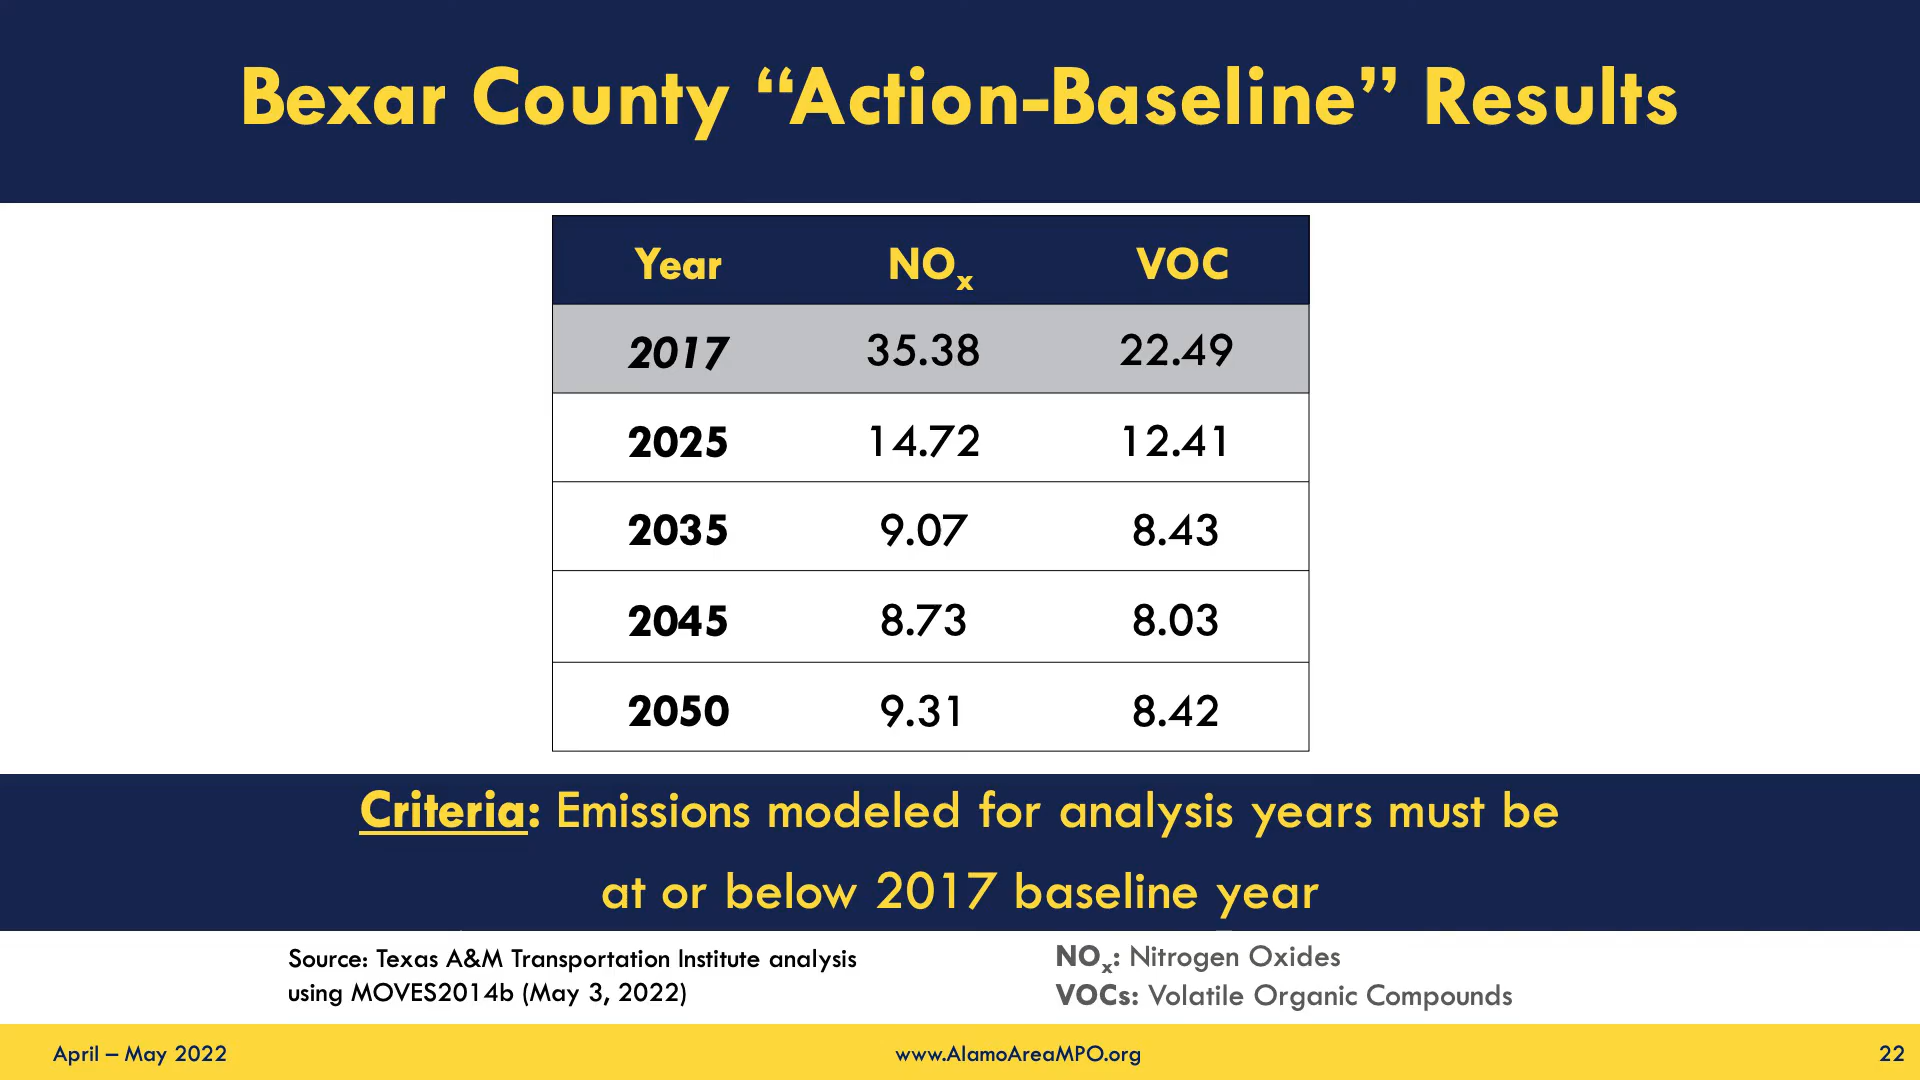 Bexar County “Action-Baseline” Results
Year NOx VOC
2017 35.38 22.49
2025 14.72 12.41
2035 9.07 8.43
2045 8.73 8.03
2050 9.31 8.42
Criteria: Emissions modeled for analysis years must be
at or below 2017 baseline year
Source: Texas A&M Transportation Institute analysis
using MOVES2014b (May 3, 2022)
NOx: Nitrogen Oxides
VOCs: Volatile Organic Compounds
April – May 2022 www.AlamoAreaMPO.org 22